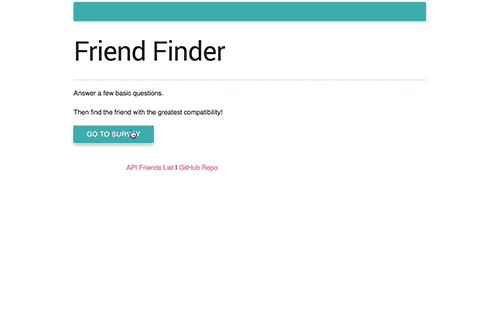 Friend Finder
Answer a few basic questions.
Then find the friend with the greatest compatibility!
GO TO SURVEY
API Friends List | GitHub Repo